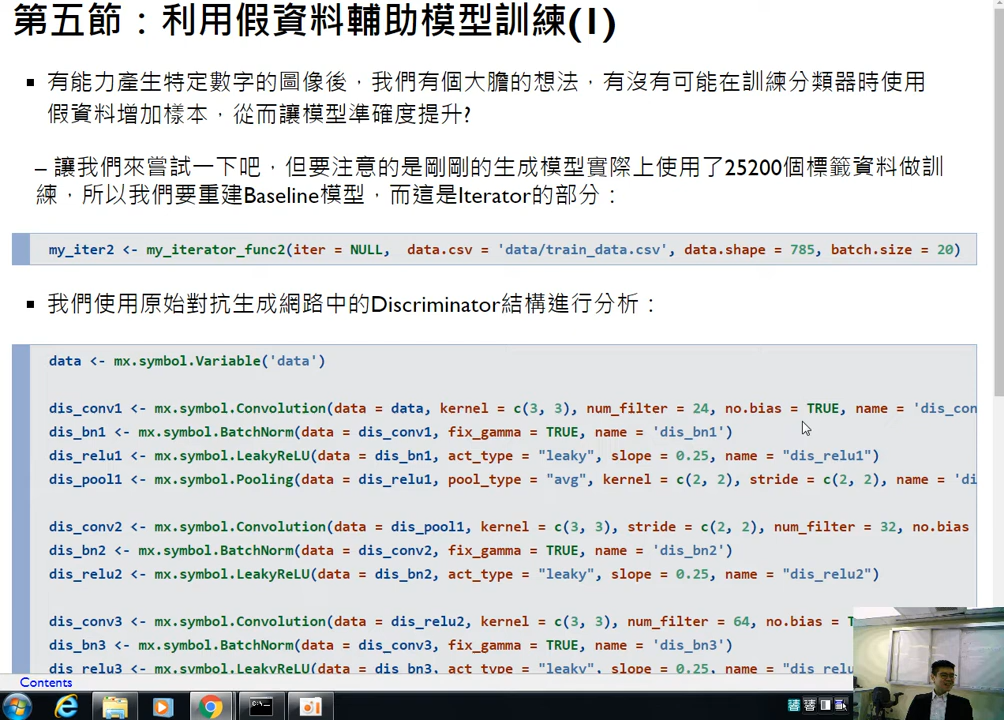 第五節：利用假資料輔助模型訓練(1)
有能力產生特定數字的圖像後，我們有個大膽的想法，有沒有可能在訓練分類器時使用
假資料增加樣本，從而讓模型準確度提升?
– 讓我們來嘗試一下吧，但要注意的是剛剛的生成模型實際上使用了25200個標籤資料做訓
練，所以我們要重建Baseline模型，而這是Iterator的部分：
my_iter2 <- my_iterator_func2(iter = NULL,  data.csv = 'data/train_data.csv', data.shape = 785, batch.size = 20)
我們使用原始對抗生成網路中的Discriminator結構進行分析：
data <- mx.symbol.Variable('data')
dis_conv1 <- mx.symbol.Convolution(data = data, kernel = c(3, 3), num_filter = 24, no.bias = TRUE, name = 'dis_con
dis_bn1 <- mx.symbol.BatchNorm(data = dis_conv1, fix_gamma = TRUE, name = 'dis_bn1')
dis_relu1 <- mx.symbol.LeakyReLU(data = dis_bn1, act_type = "leaky", slope = 0.25, name = "dis_relu1")
dis_pool1 <- mx.symbol.Pooling(data = dis_relu1, pool_type = "avg", kernel = c(2, 2), stride = c(2, 2), name = 'di
dis_conv2 <- mx.symbol.Convolution(data = dis_pool1, kernel = c(3, 3), stride = c(2, 2), num_filter = 32, no.bias
dis_bn2 <- mx.symbol.BatchNorm(data = dis_conv2, fix_gamma = TRUE, name = 'dis_bn2')
dis_relu2 <- mx.symbol.LeakyReLU(data = dis_bn2, act_type = "leaky", slope = 0.25, name = "dis_relu2")
dis_conv3 <- mx.symbol.Convolution(data = dis_relu2, kernel = c(3, 3), num_filter = 64, no.bias = T
dis_bn3 <- mx.symbol.BatchNorm(data = dis_conv3, fix_gamma = TRUE, name = 'dis_bn3')
dis_relu3 <- mx.symbol.LeakyReLU(data = dis_bn3, act_type = "leaky", slope = 0.25, name = "dis_relu
Contents